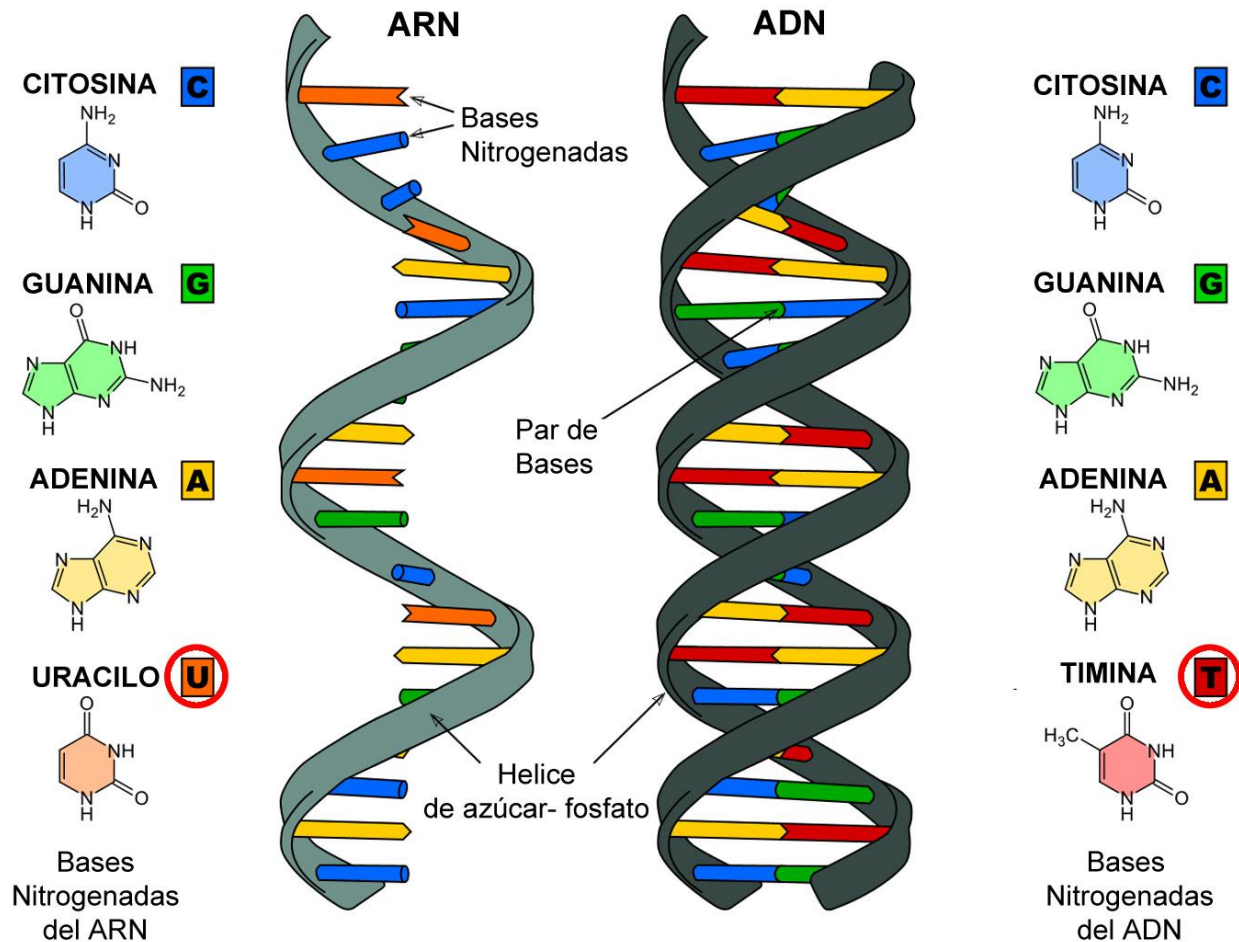 ARN
ADN
CITOSINA C
NH₂
N
N
H
O
GUANINA G
O
N
NH
N
H
N
NH₂
ADENINA A
H₂N
N
N
N
H
N
URACILO U
O
NH
N
H
O
Bases
Nitrogenadas
del ARN
Bases
Nitrogenadas
Par de
Bases
Helice
de azúcar- fosfato
CITOSINA C
NH₂
N
N
H
O
GUANINA G
O
N
NH
N
H
N
NH₂
ADENINA A
H₂N
N
N
N
H
N
TIMINA T
O
H₃C
NH
N
H
O
Bases
Nitrogenadas
del ADN